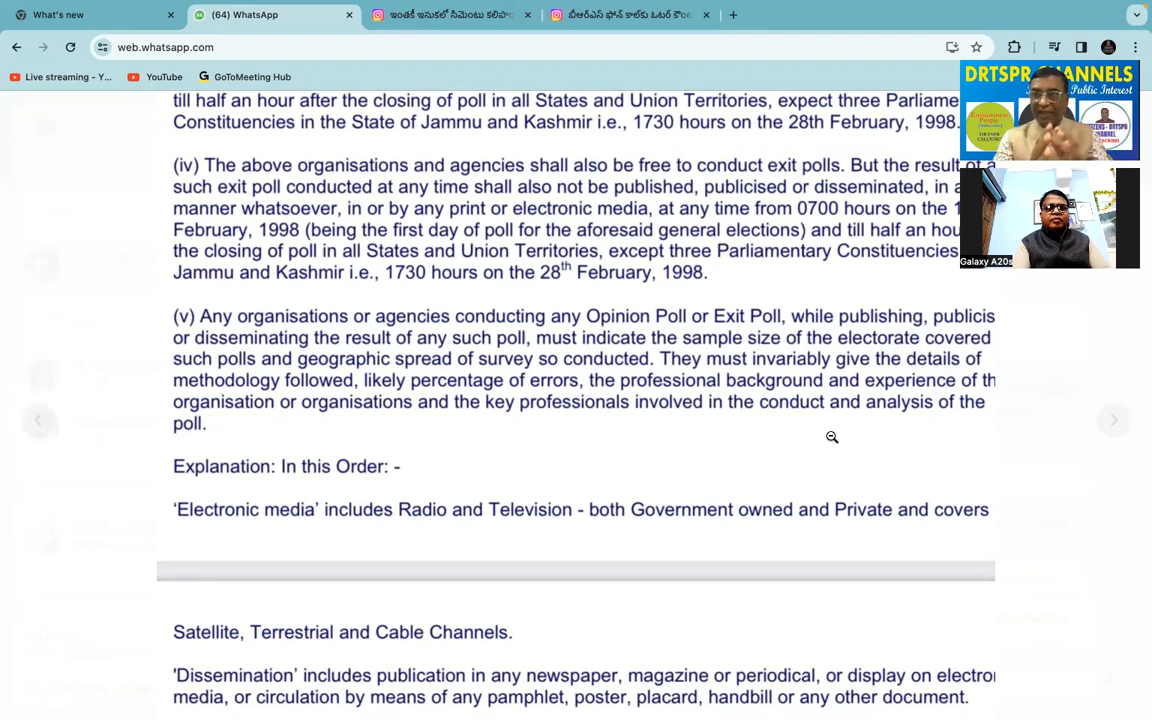 What's new
(64) WhatsApp
ఇంతకీ ఇసుకలో సిమెంటు కలిపార
బీఆర్ఎస్ ఫోన్ కాల్‌కు ఓటర్ కౌంట
web.whatsapp.com
Live streaming - Y...
YouTube
GoToMeeting Hub
DRTSPR CHANNELS
Public Interest
till half an hour after the closing of poll in all States and Union Territories, expect three Parliame
Constituencies in the State of Jammu and Kashmir i.e., 1730 hours on the 28th February, 1998.
(iv) The above organisations and agencies shall also be free to conduct exit polls. But the result of a
such exit poll conducted at any time shall also not be published, publicised or disseminated, in a
manner whatsoever, in or by any print or electronic media, at any time from 0700 hours on the 1
February, 1998 (being the first day of poll for the aforesaid general elections) and till half an hou
the closing of poll in all States and Union Territories, except three Parliamentary Constituencies
Jammu and Kashmir i.e., 1730 hours on the 28th February, 1998.
Galaxy A20s
(v) Any organisations or agencies conducting any Opinion Poll or Exit Poll, while publishing, publicis
or disseminating the result of any such poll, must indicate the sample size of the electorate covered
such polls and geographic spread of survey so conducted. They must invariably give the details of
methodology followed, likely percentage of errors, the professional background and experience of th
organisation or organisations and the key professionals involved in the conduct and analysis of the
poll.
Explanation: In this Order: -
‘Electronic media’ includes Radio and Television - both Government owned and Private and covers
Satellite, Terrestrial and Cable Channels.
'Dissemination’ includes publication in any newspaper, magazine or periodical, or display on electron
media, or circulation by means of any pamphlet, poster, placard, handbill or any other document.